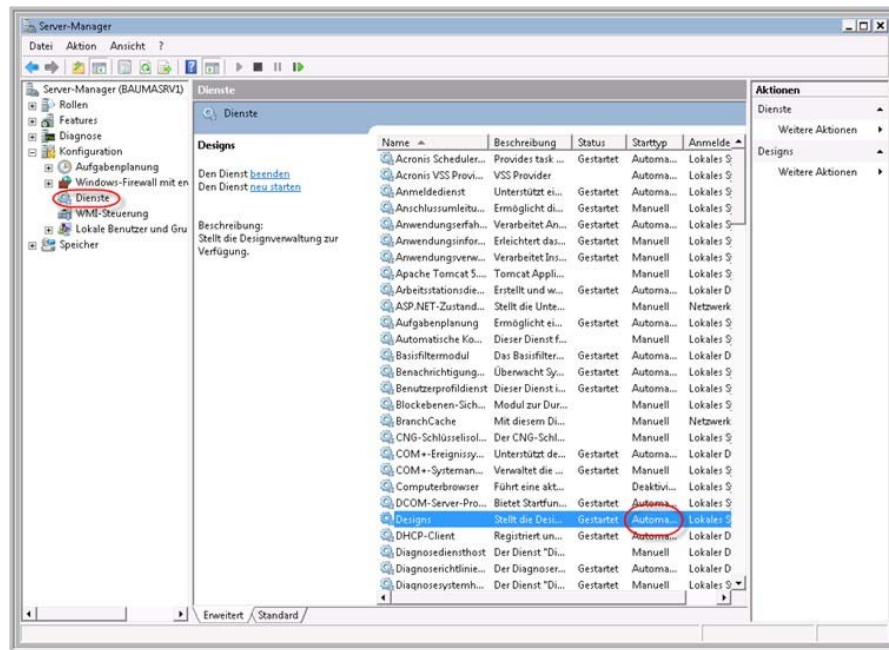 Server-Manager
Datei Aktion Ansicht ?
Server-Manager (BAUMASRV1)
Rollen
Features
Diagnose
Konfiguration
Aufgabenplanung
Windows-Firewall mit en
Dienste
WMI-Steuerung
Lokale Benutzer und Gru
Speicher
Dienste
Dienste
Designs
Den Dienst beenden
Den Dienst neu starten
Beschreibung:
Stellt die Designverwaltung zur
Verfügung.
Name Beschreibung Status Starttyp Anmelde
Acronis Scheduler... Provides task ... Gestartet Automa... Lokales S
Acronis VSS Provi... VSS Provider Automa... Lokales S
Anmeldedienst Unterstützt ei... Gestartet Automa... Lokales S
Anschlussumleitu... Ermöglicht di... Gestartet Manuell Lokales S
Anwendungserfah... Verarbeitet An... Gestartet Automa... Lokales S
Anwendungsinfor... Erleichtert das... Gestartet Manuell Lokales S
Anwendungsverw... Verarbeitet Ins... Gestartet Manuell Lokales S
Apache Tomcat 5.... Tomcat Appli... Manuell Lokales S
Arbeitsstationsdie... Erstellt und w... Gestartet Automa... Lokaler D
ASP.NET-Zustand... Stellt die Unte... Manuell Netzwerk
Aufgabenplanung Ermöglicht ei... Gestartet Automa... Lokales S
Automatische Ko... Dieser Dienst f... Manuell Lokales S
Basisfiltermodul Das Basisfilter... Gestartet Automa... Lokaler D
Benachrichtigung... Überwacht Sy... Gestartet Automa... Lokales S
Benutzerprofildienst Dieser Dienst i... Gestartet Automa... Lokales S
Blockebenen-Sich... Modul zur Dur... Manuell Lokales S
BranchCache Mit diesem Di... Manuell Netzwerk
CNG-Schlüsselisol... Der CNG-Schl... Manuell Lokales S
COM+-Ereignissy... Unterstützt de... Gestartet Automa... Lokaler D
COM+-Systeman... Verwaltet die ... Gestartet Manuell Lokales S
Computerbrowser Führt eine akt... Deaktivi... Lokales S
DCOM-Server-Pro... Bietet Startfun... Gestartet Automa... Lokales S
Designs Stellt die Desi... Gestartet Automa... Lokales S
DHCP-Client Registriert un... Gestartet Automa... Lokaler D
Diagnosediensthost Der Dienst "Di... Manuell Lokaler D
Diagnoserichtlinie... Der Diagnoser... Gestartet Automa... Lokaler D
Diagnosesystemh... Der Dienst "Di... Gestartet Manuell Lokales S
Erweitert Standard
Aktionen
Dienste
Weitere Aktionen
Designs
Weitere Aktionen